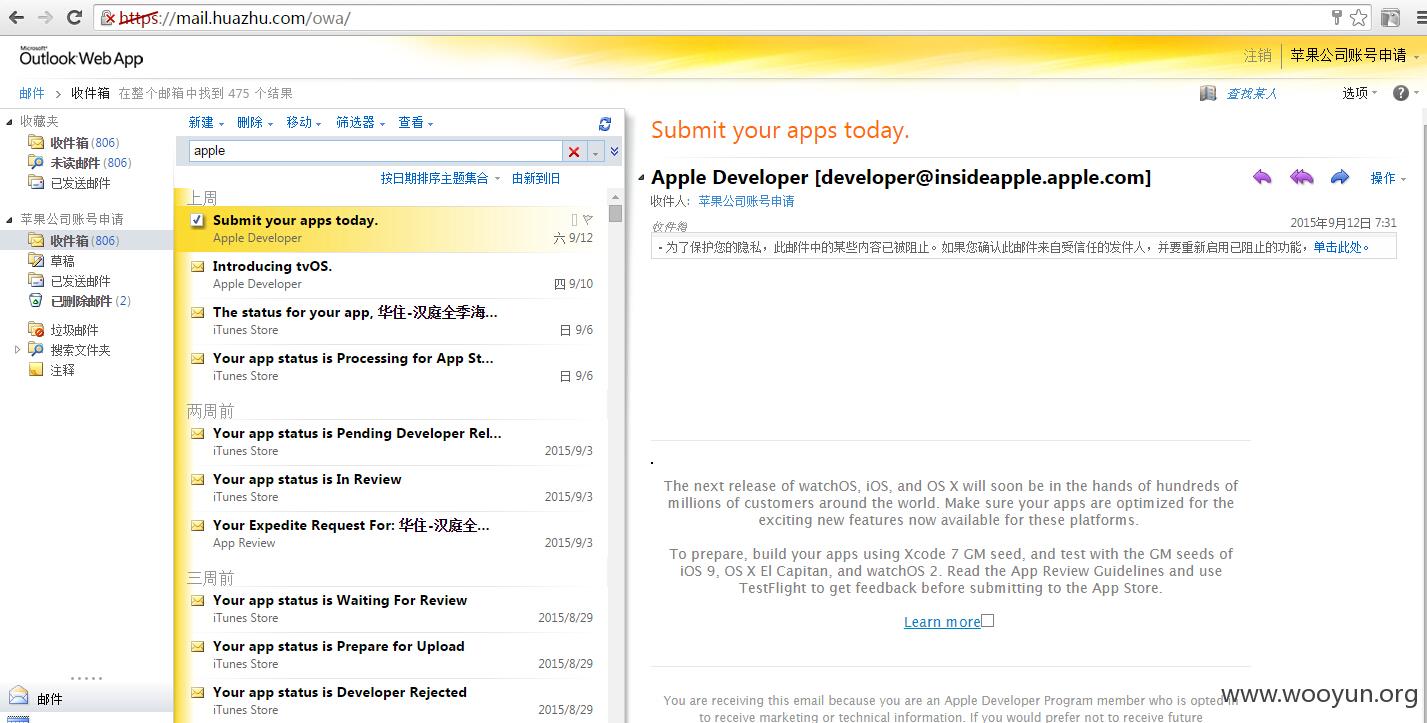 https://mail.huazhu.com/owa/
Microsoft®
Outlook Web App
注销 苹果公司账号申请
邮件 > 收件箱 在整个邮箱中找到 475 个结果
查找某人 选项
收藏夹
收件箱 (806)
未读邮件 (806)
已发送邮件
苹果公司账号申请
收件箱 (806)
草稿
已发送邮件
已删除邮件 (2)
垃圾邮件
搜索文件夹
注释
邮件
新建 删除 移动 筛选器 查看
apple
按日期排序主题集合 由新到旧
上周
Submit your apps today.
Apple Developer 六 9/12
Introducing tvOS.
Apple Developer 四 9/10
The status for your app, 华住-汉庭全季海...
iTunes Store 日 9/6
Your app status is Processing for App St...
iTunes Store 日 9/6
两周前
Your app status is Pending Developer Rel...
iTunes Store 2015/9/3
Your app status is In Review
iTunes Store 2015/9/3
Your Expedite Request For: 华住-汉庭全...
App Review 2015/9/3
三周前
Your app status is Waiting For Review
iTunes Store 2015/8/29
Your app status is Prepare for Upload
iTunes Store 2015/8/29
Your app status is Developer Rejected
iTunes Store 2015/8/29
Submit your apps today.
Apple Developer [developer@insideapple.apple.com]
操作
收件人: 苹果公司账号申请
收件箱 2015年9月12日 7:31
- 为了保护您的隐私，此邮件中的某些内容已被阻止。如果您确认此邮件来自受信任的发件人，并要重新启用已阻止的功能，单击此处。
.
The next release of watchOS, iOS, and OS X will soon be in the hands of hundreds of
millions of customers around the world. Make sure your apps are optimized for the
exciting new features now available for these platforms.
To prepare, build your apps using Xcode 7 GM seed, and test with the GM seeds of
iOS 9, OS X El Capitan, and watchOS 2. Read the App Review Guidelines and use
TestFlight to get feedback before submitting to the App Store.
Learn more
You are receiving this email because you are an Apple Developer Program member who is opted in
to receive marketing or technical information. If you would prefer not to receive future
www.wooyun.org